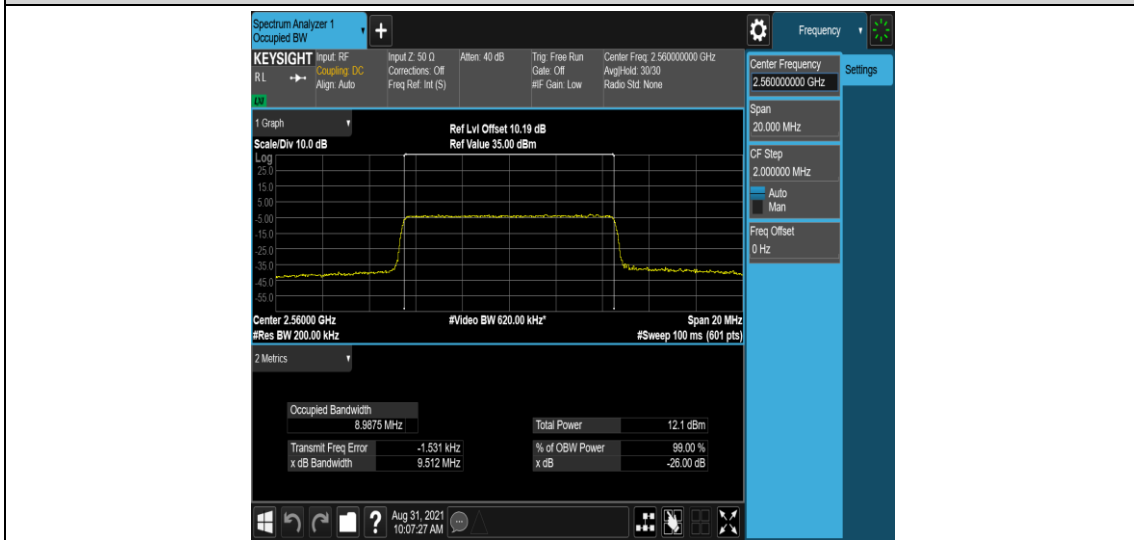 Spectrum Analyzer 1
Occupied BW
Frequency
KEYSIGHT
RL
LXI
Input: RF
Coupling: DC
Align: Auto
Input Z: 50 Ω
Corrections: Off
Freq Ref: Int (S)
Atten: 40 dB
Trig: Free Run
Gate: Off
#IF Gain: Low
Center Freq: 2.560000000 GHz
Avg|Hold: 30/30
Radio Std: None
Center Frequency
2.560000000 GHz
Settings
Span
20.000 MHz
CF Step
2.000000 MHz
Auto
Man
Freq Offset
0 Hz
1 Graph
Scale/Div 10.0 dB
Ref Lvl Offset 10.19 dB
Ref Value 35.00 dBm
Log
25.0
15.0
5.00
-5.00
-15.0
-25.0
-35.0
-45.0
-55.0
Center 2.56000 GHz
#Res BW 200.00 kHz
#Video BW 620.00 kHz*
Span 20 MHz
#Sweep 100 ms (601 pts)
2 Metrics
Occupied Bandwidth
8.9875 MHz
Total Power 12.1 dBm
Transmit Freq Error -1.531 kHz
% of OBW Power 99.00 %
x dB Bandwidth 9.512 MHz
x dB -26.00 dB
?
Aug 31, 2021
10:07:27 AM